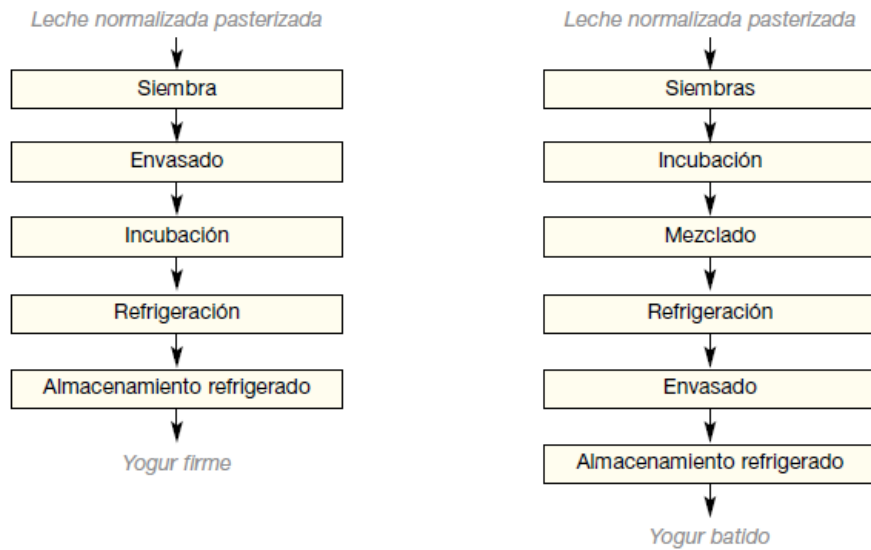 Leche normalizada pasterizada
Siembra
Envasado
Incubación
Refrigeración
Almacenamiento refrigerado
Yogur firme
Leche normalizada pasterizada
Siembras
Incubación
Mezclado
Refrigeración
Envasado
Almacenamiento refrigerado
Yogur batido